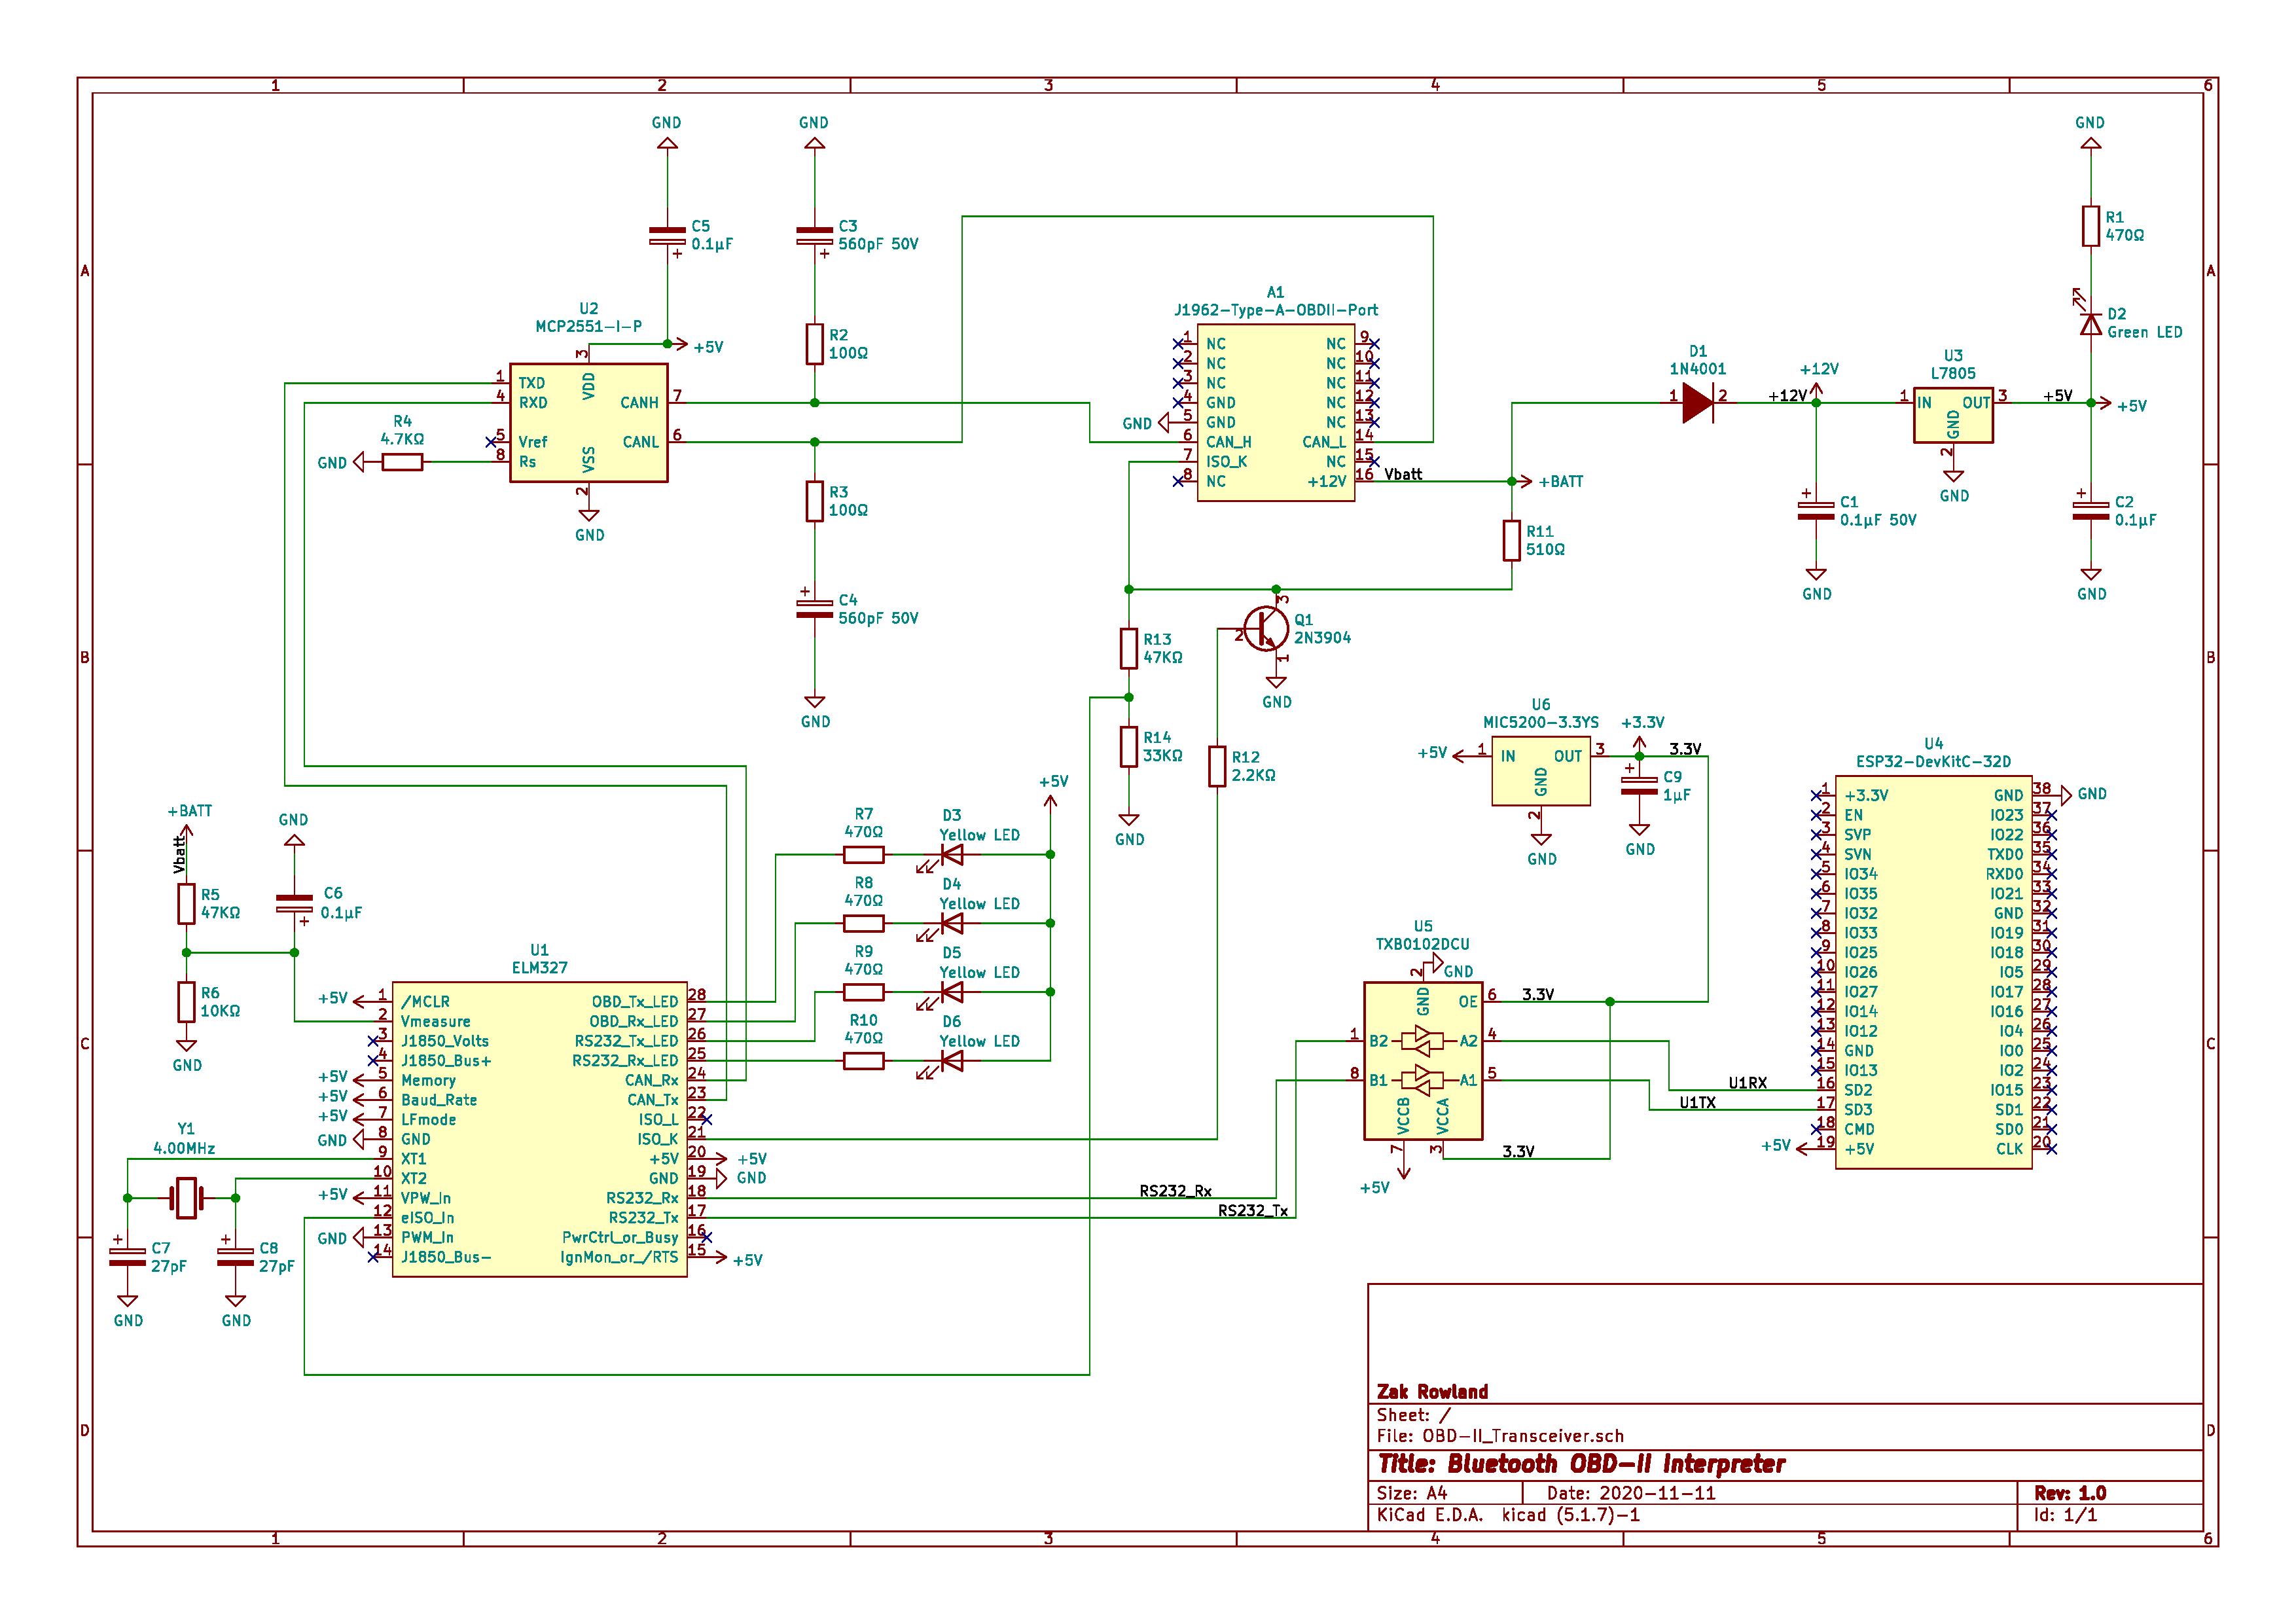 1 2 3 4 5 6
A
B
C
D
GND
C5
0.1µF
+5V
U2
MCP2551-I-P
1 TXD
4 RXD
5 Vref
8 Rs
3 VDD
VSS 2
CANH 7
CANL 6
GND
R4
4.7KΩ
GND
GND
C3
560pF 50V
R2
100Ω
R3
100Ω
C4
560pF 50V
GND
A1
J1962-Type-A-OBDII-Port
1 NC
2 NC
3 NC
4 GND
GND 5 GND
6 CAN_H
7 ISO_K
8 NC
NC 9
NC 10
NC 11
NC 12
NC 13
CAN_L 14
NC 15
+12V 16
Vbatt
+BATT
R11
510Ω
D1
1N4001
1 2
+12V
+12V
C1
0.1µF 50V
GND
U3
L7805
1 IN
OUT 3
GND
2
GND
+5V
+5V
GND
R1
470Ω
D2
Green LED
C2
0.1µF
GND
R13
47KΩ
R14
33KΩ
GND
Q1
2N3904
3
2
1
GND
R12
2.2KΩ
U6
MIC5200-3.3YS
+5V
1 IN
OUT 3
GND
2
GND
+3.3V
3.3V
C9
1µF
GND
U4
ESP32-DevKitC-32D
1 +3.3V
2 EN
3 SVP
4 SVN
5 IO34
6 IO35
7 IO32
8 IO33
9 IO25
10 IO26
11 IO27
12 IO14
13 IO12
14 GND
15 IO13
16 SD2
17 SD3
18 CMD
+5V 19 +5V
GND 38 GND
IO23 37
IO22 36
TXD0 35
RXD0 34
IO21 33
GND 32
IO19 31
IO18 30
IO5 29
IO17 28
IO16 27
IO4 26
IO0 25
IO2 24
IO15 23
SD1 22
SD0 21
CLK 20
U1RX
U1TX
U5
TXB0102DCU
2 GND
GND
OE 6
3.3V
1 B2
A2 4
8 B1
A1 5
VCCB
VCCA
7
3
3.3V
+5V
+BATT
Vbatt
R5
47KΩ
R6
10KΩ
GND
GND
C6
0.1µF
U1
ELM327
+5V 1 /MCLR
2 Vmeasure
3 J1850_Volts
4 J1850_Bus+
+5V 5 Memory
+5V 6 Baud_Rate
+5V 7 LFmode
GND 8 GND
9 XT1
10 XT2
+5V 11 VPW_In
12 eISO_In
GND 13 PWM_In
14 J1850_Bus-
OBD_Tx_LED 28
OBD_Rx_LED 27
RS232_Tx_LED 26
RS232_Rx_LED 25
CAN_Rx 24
CAN_Tx 23
ISO_L 22
ISO_K 21
+5V 20 +5V
GND 19 GND
RS232_Rx 18
RS232_Tx 17
PwrCtrl_or_Busy 16
IgnMon_or_/RTS 15 +5V
RS232_Rx
RS232_Tx
R7
470Ω
D3
Yellow LED
R8
470Ω
D4
Yellow LED
R9
470Ω
D5
Yellow LED
R10
470Ω
D6
Yellow LED
+5V
Y1
4.00MHz
C7
27pF
GND
C8
27pF
GND
Zak Rowland
Sheet: /
File: OBD-II_Transceiver.sch
Title: Bluetooth OBD-II Interpreter
Size: A4
Date: 2020-11-11
Rev: 1.0
KiCad E.D.A. kicad (5.1.7)-1
Id: 1/1
A
B
C
D
1 2 3 4 5 6